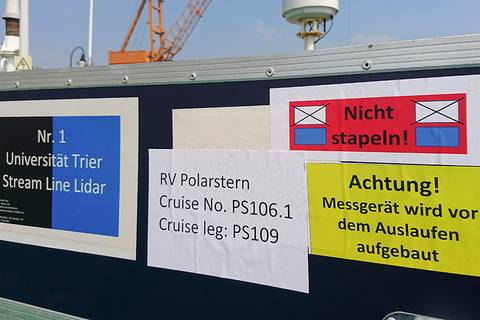 Nr. 1
Universität Trier
Stream Line Lidar
RV Polarstern
Cruise No. PS106.1
Cruise leg: PS109
Nicht
stapeln!
Achtung!
Messgerät wird vor
dem Auslaufen
aufgebaut